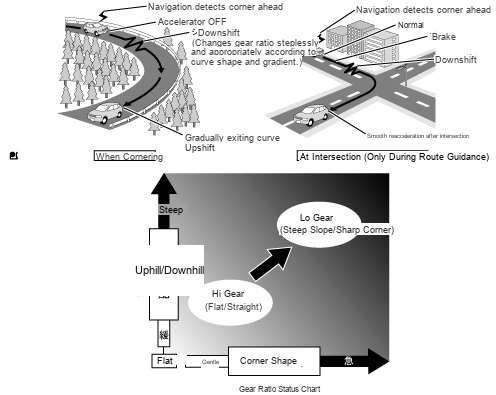 Navigation detects corner ahead
Accelerator OFF
Downshift
(Changes gear ratio steplessly
and appropriately according to
curve shape and gradient.)
Gradually exiting curve
Upshift
When Cornering
Navigation detects corner ahead
Normal
Brake
Downshift
Smooth reacceleration after intersection
At Intersection (Only During Route Guidance)
Steep
Lo Gear
(Steep Slope/Sharp Corner)
Uphill/Downhill
Hi Gear
(Flat/Straight)
緩
Flat
Gentle
Corner Shape
急
Gear Ratio Status Chart